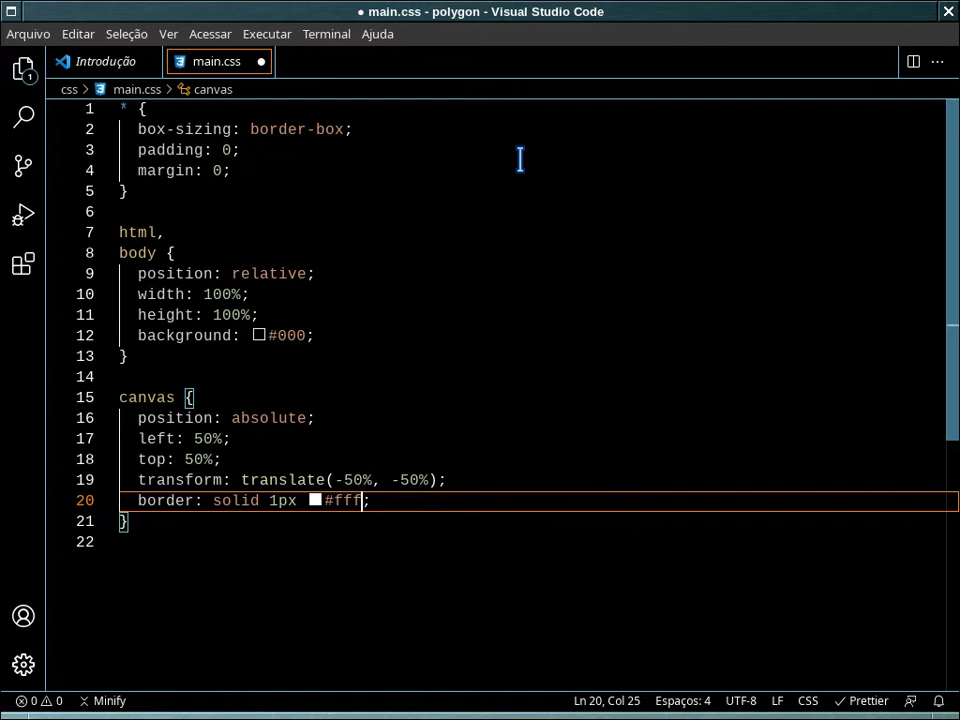 ● main.css - polygon - Visual Studio Code
Arquivo Editar Seleção Ver Acessar Executar Terminal Ajuda
Introdução main.css
css > main.css > canvas
1 * {
2 box-sizing: border-box;
3 padding: 0;
4 margin: 0;
5 }
6
7 html,
8 body {
9 position: relative;
10 width: 100%;
11 height: 100%;
12 background: #000;
13 }
14
15 canvas {
16 position: absolute;
17 left: 50%;
18 top: 50%;
19 transform: translate(-50%, -50%);
20 border: solid 1px #fff;
21 }
22
1
0 0 Minify Ln 20, Col 25 Espaços: 4 UTF-8 LF CSS Prettier